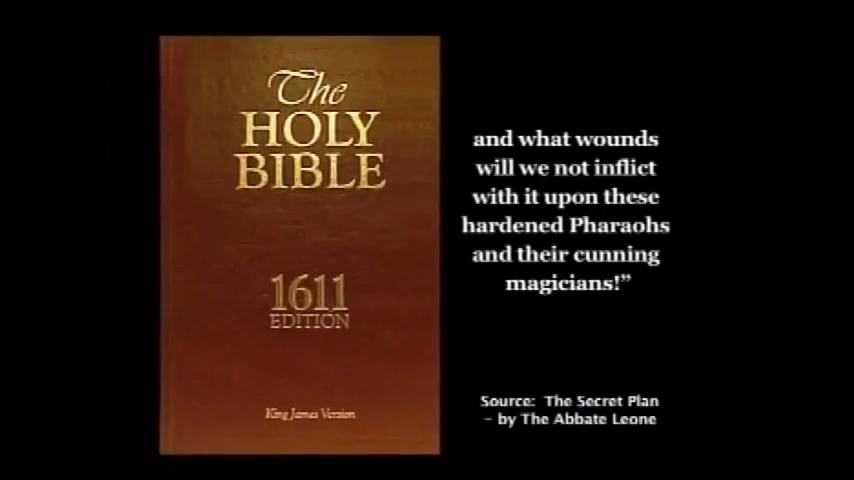 The
HOLY
BIBLE
1611
EDITION
King James Version
and what wounds
will we not inflict
with it upon these
hardened Pharaohs
and their cunning
magicians!”
Source: The Secret Plan
– by The Abbate Leone